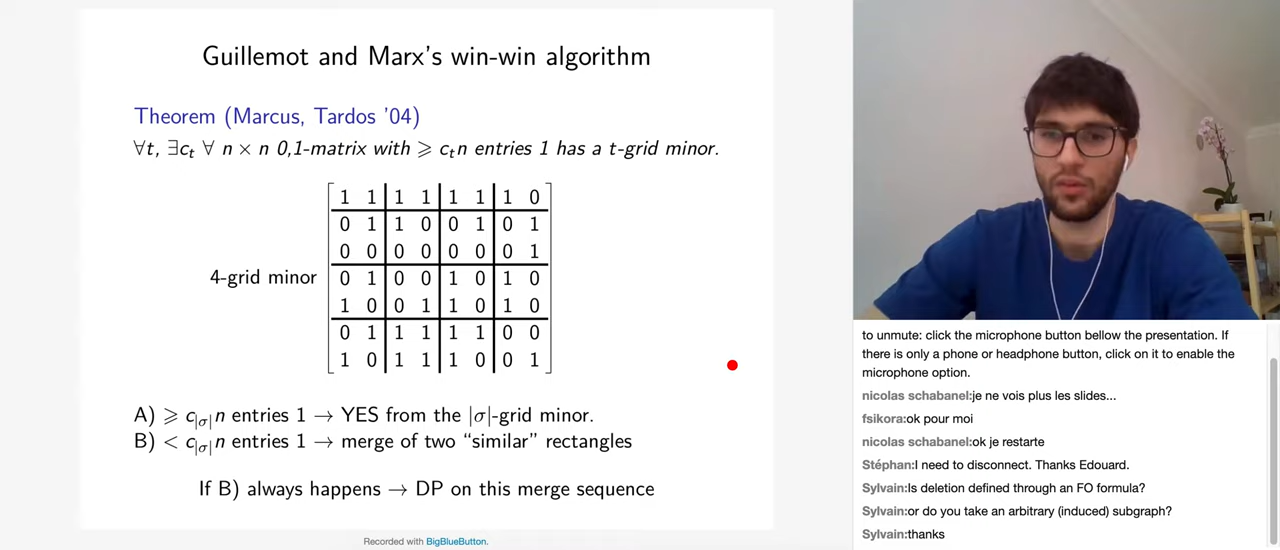 Guillemot and Marx's win-win algorithm
Theorem (Marcus, Tardos '04)
∀t, ∃cₜ ∀ n × n 0,1-matrix with ⩾ cₜn entries 1 has a t-grid minor.
1 1 1 1 1 1 1 0
0 1 1 0 0 1 0 1
0 0 0 0 0 0 0 1
4-grid minor 0 1 0 0 1 0 1 0
1 0 0 1 1 0 1 0
0 1 1 1 1 1 0 0
1 0 1 1 1 0 0 1
A) ⩾ c|σ|n entries 1 → YES from the |σ|-grid minor.
B) < c|σ|n entries 1 → merge of two “similar” rectangles
If B) always happens → DP on this merge sequence
Recorded with BigBlueButton.
to unmute: click the microphone button bellow the presentation. If
there is only a phone or headphone button, click on it to enable the
microphone option.
nicolas schabanel:je ne vois plus les slides...
fsikora:ok pour moi
nicolas schabanel:ok je restarte
Stéphan:I need to disconnect. Thanks Edouard.
Sylvain:Is deletion defined through an FO formula?
Sylvain:or do you take an arbitrary (induced) subgraph?
Sylvain:thanks